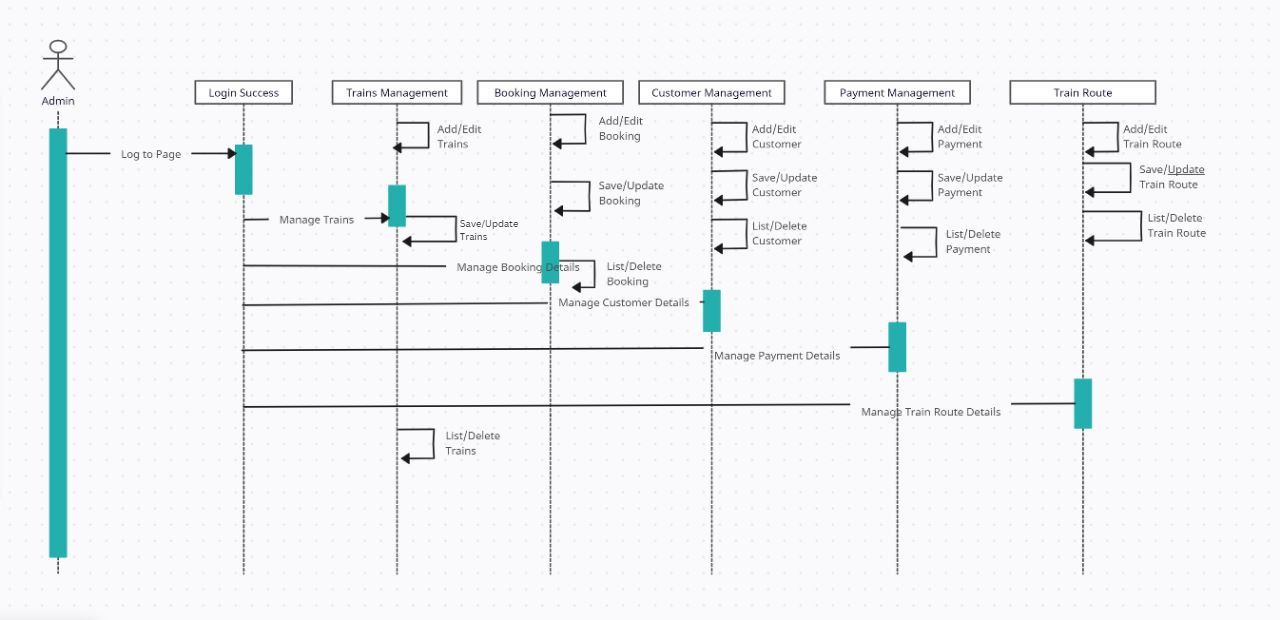 Admin
Login Success
Trains Management
Booking Management
Customer Management
Payment Management
Train Route
Log to Page
Add/Edit
Trains
Add/Edit
Booking
Add/Edit
Customer
Add/Edit
Payment
Add/Edit
Train Route
Save/Update
Booking
Save/Update
Customer
Save/Update
Payment
Save/Update
Train Route
Manage Trains
Save/Update
Trains
List/Delete
Customer
List/Delete
Payment
List/Delete
Train Route
Manage Booking Details
List/Delete
Booking
Manage Customer Details
Manage Payment Details
Manage Train Route Details
List/Delete
Trains